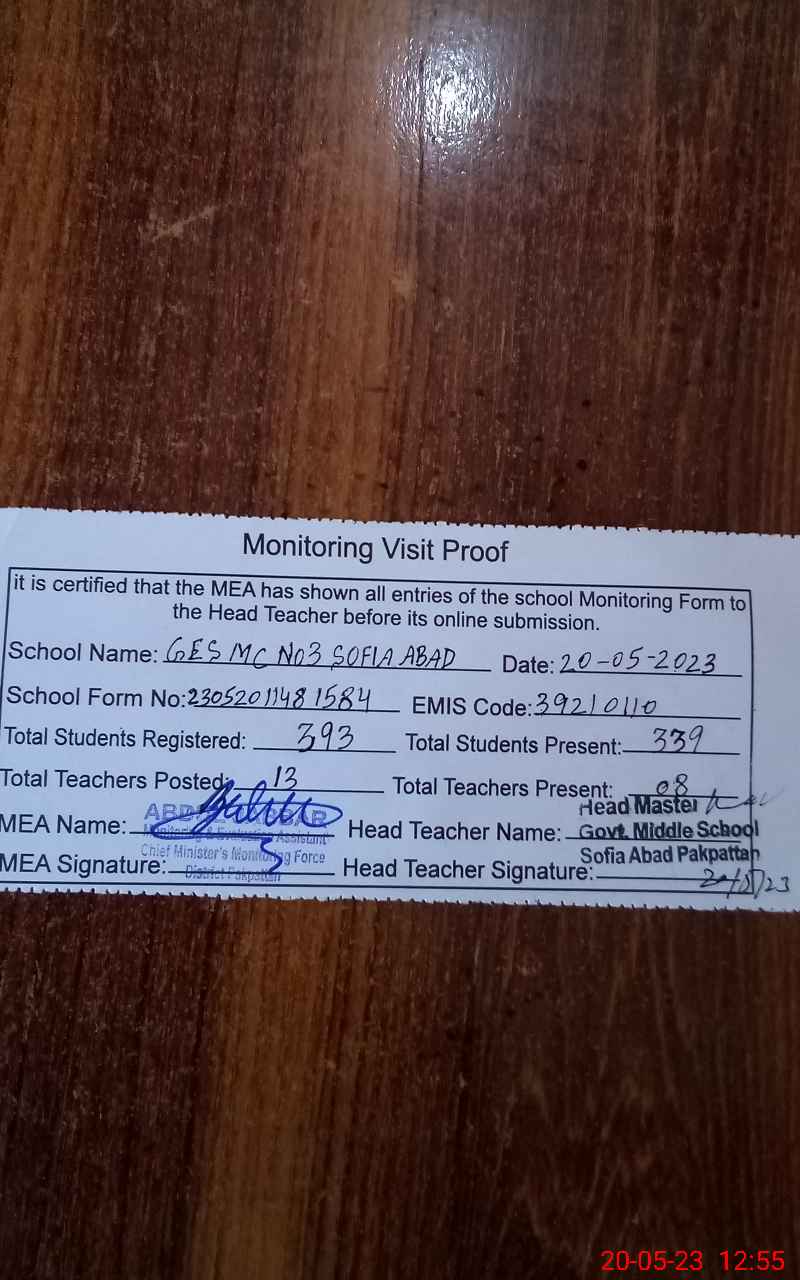 Monitoring Visit Proof
it is certified that the MEA has shown all entries of the school Monitoring Form to
the Head Teacher before its online submission.
School Name: GES MC NO3 SOFIA ABAD Date: 20-05-2023
School Form No: 23052011481584 EMIS Code: 39210110
Total Students Registered: 393 Total Students Present: 339
Total Teachers Posted: 13 Total Teachers Present: 08
Head Master
MEA Name: Head Teacher Name: Govt. Middle School
Monitoring & Evaluation Assistant
Chief Minister's Monitoring Force
Sofia Abad Pakpattan
MEA Signature: District Pakpattan Head Teacher Signature:
20-05-23 12:55